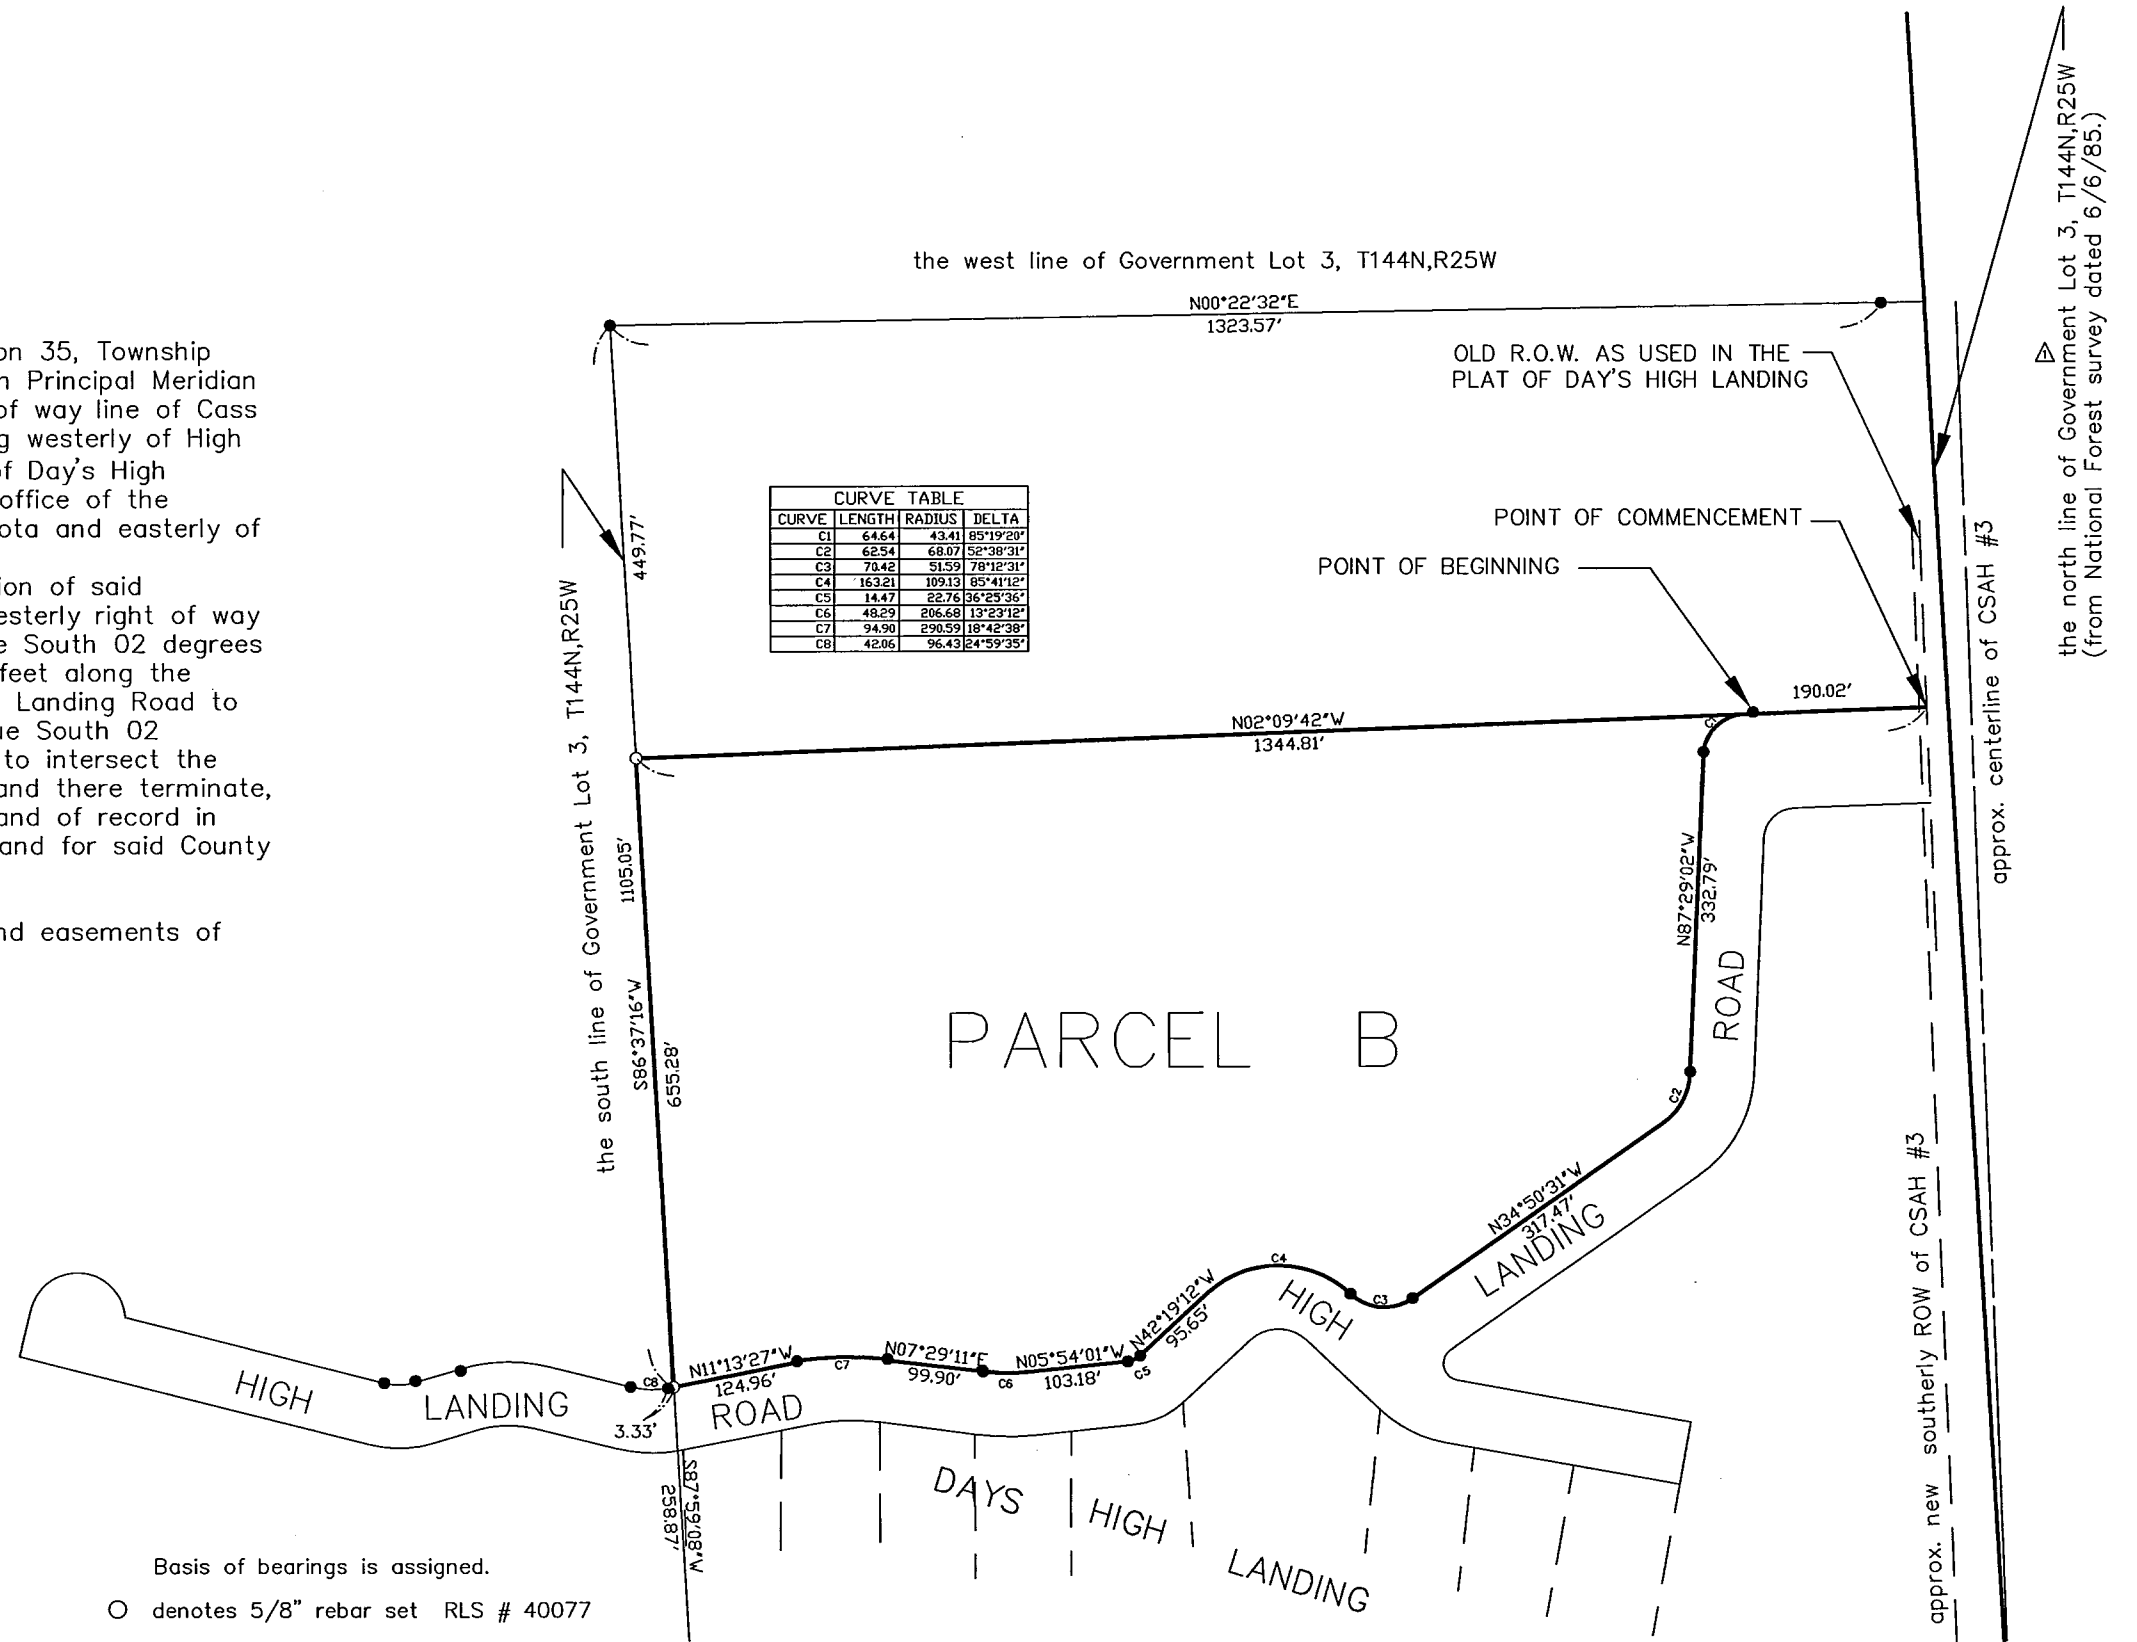 on 35, Township
n Principal Meridian
of way line of Cass
g westerly of High
of Day's High
office of the
ota and easterly of
ion of said
esterly right of way
e South 02 degrees
feet along the
Landing Road to
ue South 02
to intersect the
and there terminate,
and of record in
and for said County
nd easements of
the west line of Government Lot 3, T144N,R25W
N00°22'32"E
1323.57'
OLD R.O.W. AS USED IN THE
PLAT OF DAY'S HIGH LANDING
POINT OF COMMENCEMENT
POINT OF BEGINNING
190.02'
the north line of Government Lot 3, T144N,R25W
(from National Forest survey dated 6/6/85.)
approx. centerline of CSAH #3
approx. new southerly ROW of CSAH #3
449.77'
CURVE TABLE
CURVE LENGTH RADIUS DELTA
C1 64.64 43.41 85°19'20"
C2 62.54 68.07 52°38'31"
C3 70.42 51.59 78°12'31"
C4 163.21 109.13 85°41'12"
C5 14.47 22.76 36°25'36"
C6 48.29 206.68 13°23'12"
C7 94.90 290.59 18°42'38"
C8 42.06 96.43 24°59'35"
the south line of Government Lot 3, T144N,R25W
N02°09'42"W
1344.81'
C1
1105.05'
S86°37'16"W
655.28'
N87°29'02"W
332.79'
ROAD
PARCEL B
C2
N34°50'31"W
317.47'
LANDING
C3
C4
HIGH
N42°19'12"W
95.65'
C5
N05°54'01"W
103.18'
C6
N07°29'11"E
99.90'
C7
N11°13'27"W
124.96'
C8
3.33'
HIGH
LANDING
ROAD
S87°59'08"W
258.87'
DAYS
HIGH
LANDING
Basis of bearings is assigned.
denotes 5/8" rebar set RLS # 40077